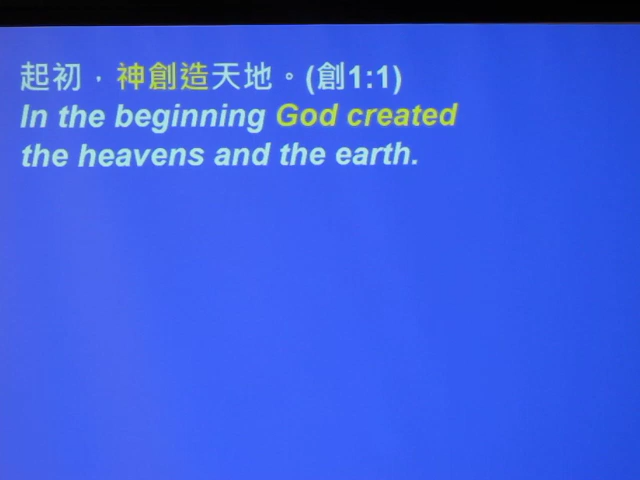 起初，神創造天地。(創1:1)
In the beginning God created
the heavens and the earth.